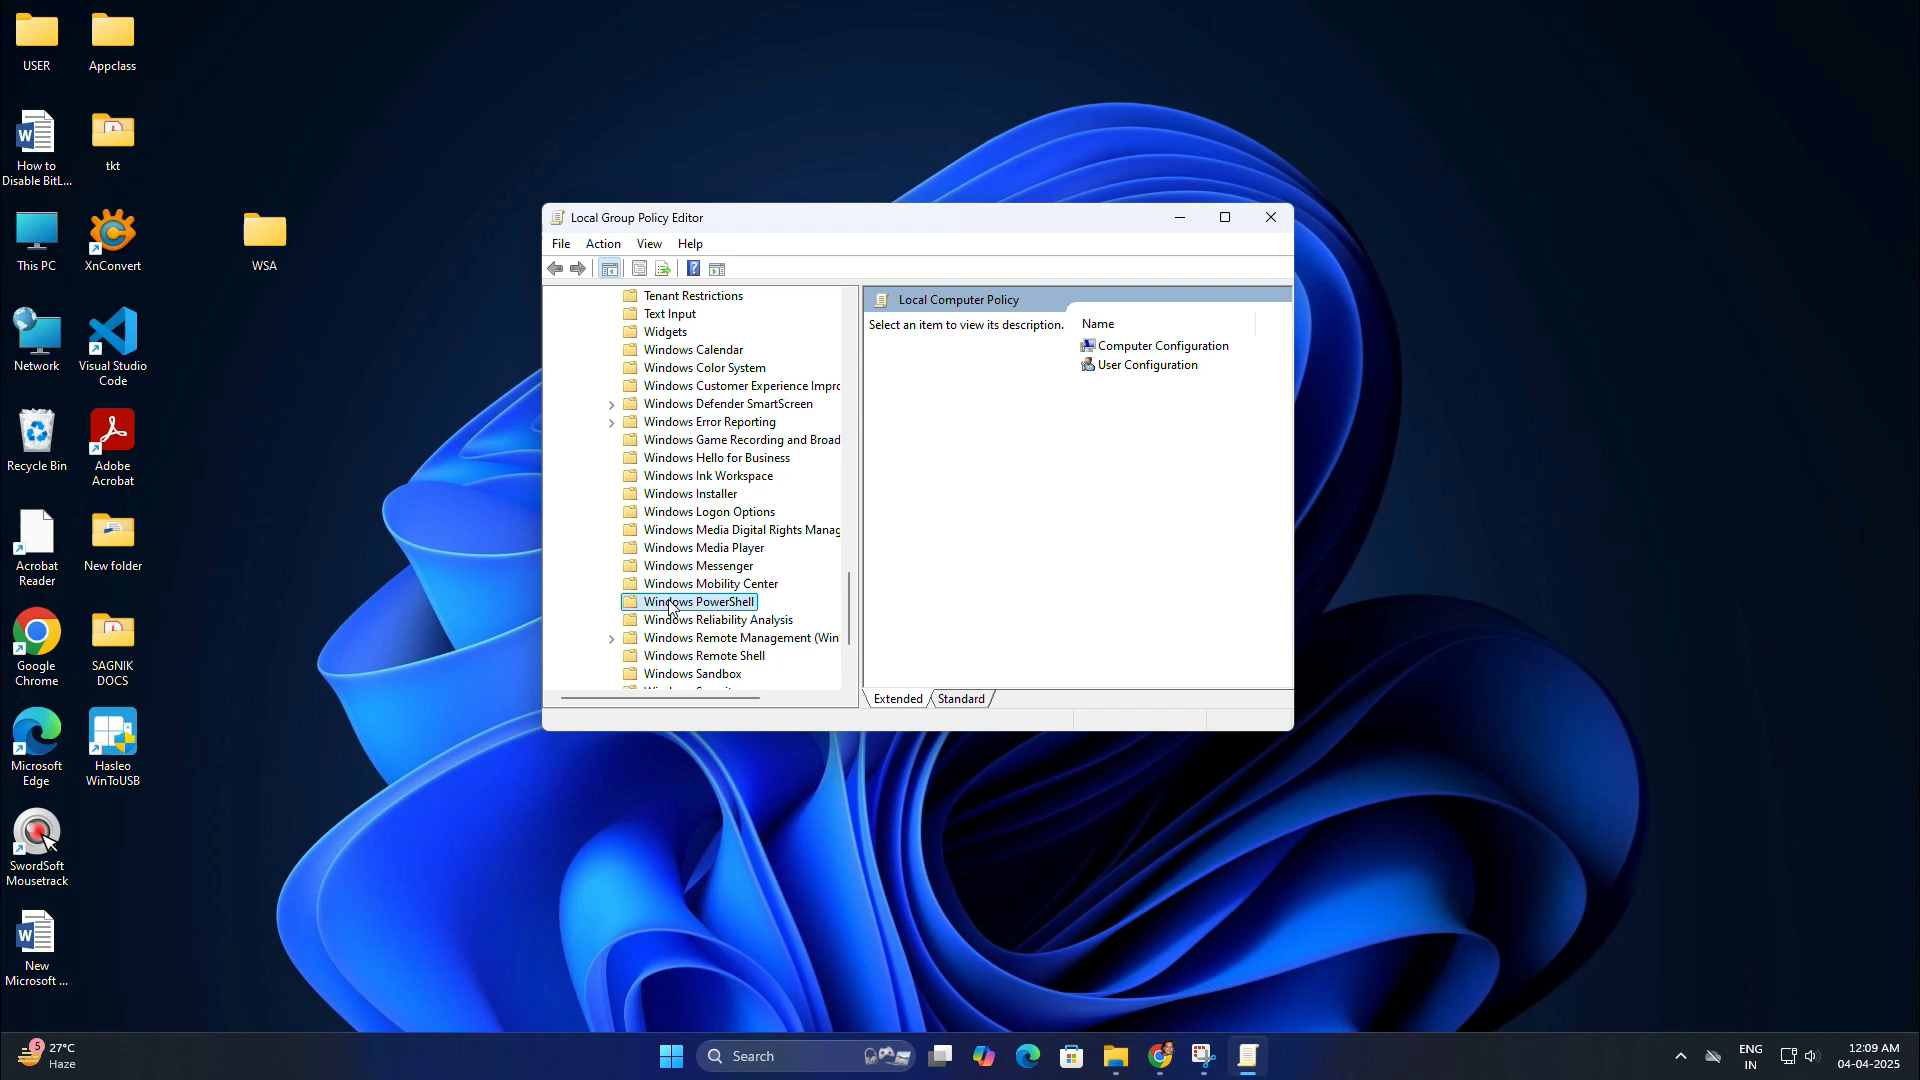 USER
Appclass
How to
Disable BitL...
tkt
This PC
XnConvert
WSA
Network
Visual Studio
Code
Recycle Bin
Adobe
Acrobat
Acrobat
Reader
New folder
Google
Chrome
SAGNIK
DOCS
Microsoft
Edge
Hasleo
WinToUSB
SwordSoft
Mousetrack
New
Microsoft ...
Local Group Policy Editor
File Action View Help
Tenant Restrictions
Text Input
Widgets
Windows Calendar
Windows Color System
Windows Customer Experience Impro
Windows Defender SmartScreen
Windows Error Reporting
Windows Game Recording and Broad
Windows Hello for Business
Windows Ink Workspace
Windows Installer
Windows Logon Options
Windows Media Digital Rights Manag
Windows Media Player
Windows Messenger
Windows Mobility Center
Windows PowerShell
Windows Reliability Analysis
Windows Remote Management (Win
Windows Remote Shell
Windows Sandbox
Local Computer Policy
Select an item to view its description.
Name
Computer Configuration
User Configuration
Extended Standard
5
27°C
Haze
Search
ENG
IN
12:09 AM
04-04-2025